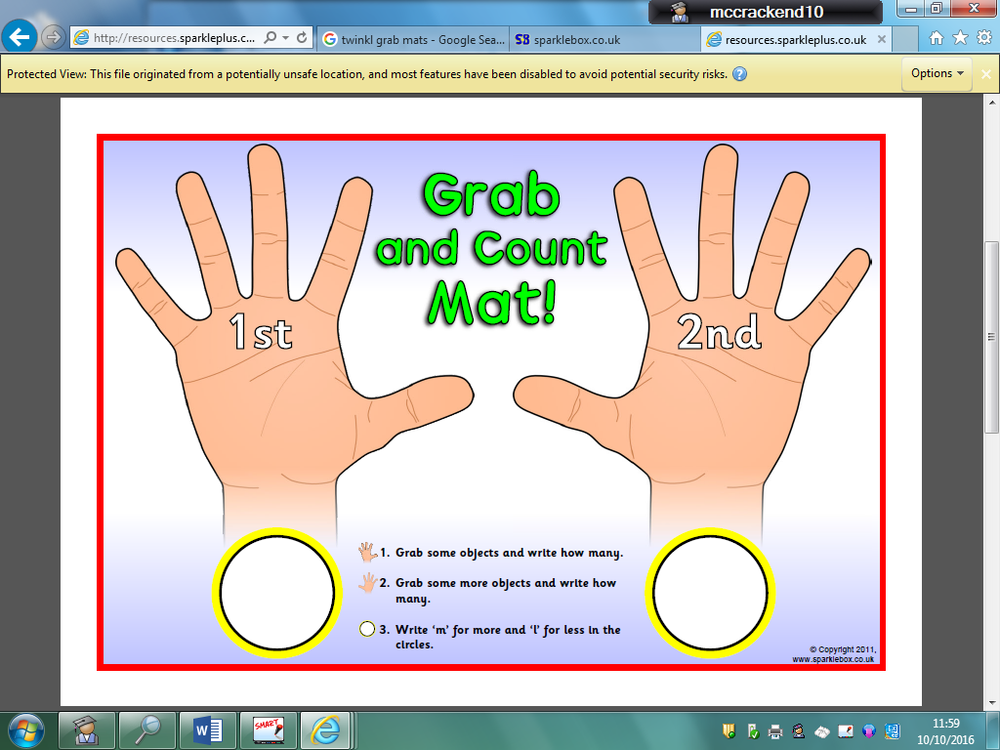 mccrackend10
http://resources.sparkleplus.c...
twinkl grab mats - Google Sea...
SB sparklebox.co.uk
resources.sparkleplus.co.uk
Protected View: This file originated from a potentially unsafe location, and most features have been disabled to avoid potential security risks.
Options
Grab
and Count
Mat!
1st
2nd
1. Grab some objects and write how many.
2. Grab some more objects and write how
many.
3. Write ‘m’ for more and ‘l’ for less in the
circles.
© Copyright 2011,
www.sparklebox.co.uk
SMART
11:59
10/10/2016